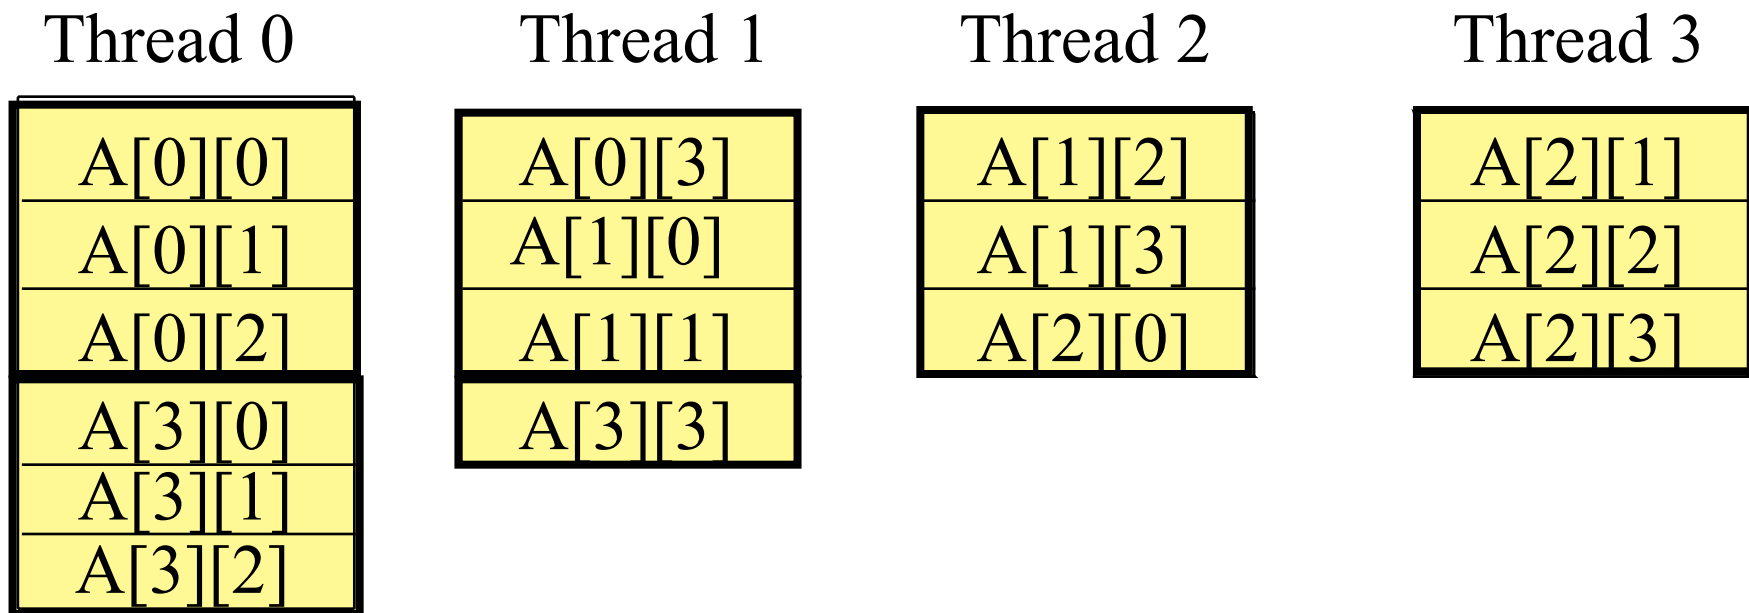 Thread 0
A[0][0]
A[0][1]
A[0][2]
A[3][0]
A[3][1]
A[3][2]
Thread 1
A[0][3]
A[1][0]
A[1][1]
A[3][3]
Thread 2
A[1][2]
A[1][3]
A[2][0]
Thread 3
A[2][1]
A[2][2]
A[2][3]